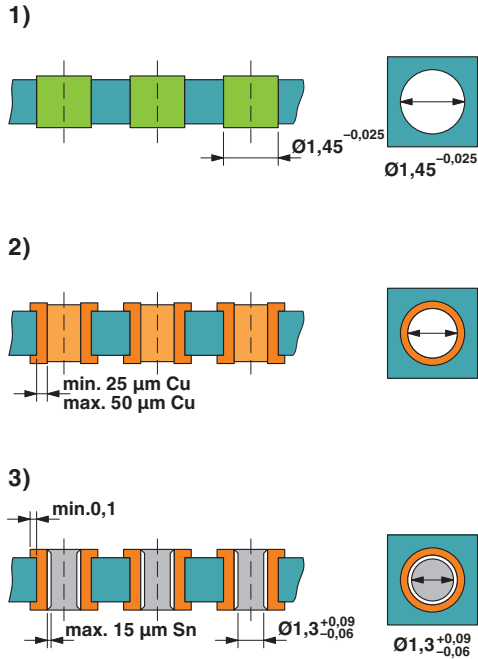 1)
Ø1,45 -0,025
Ø1,45 -0,025
2)
min. 25 µm Cu
max. 50 µm Cu
3)
min.0,1
max. 15 µm Sn
Ø1,3 +0,09 -0,06
Ø1,3 +0,09 -0,06